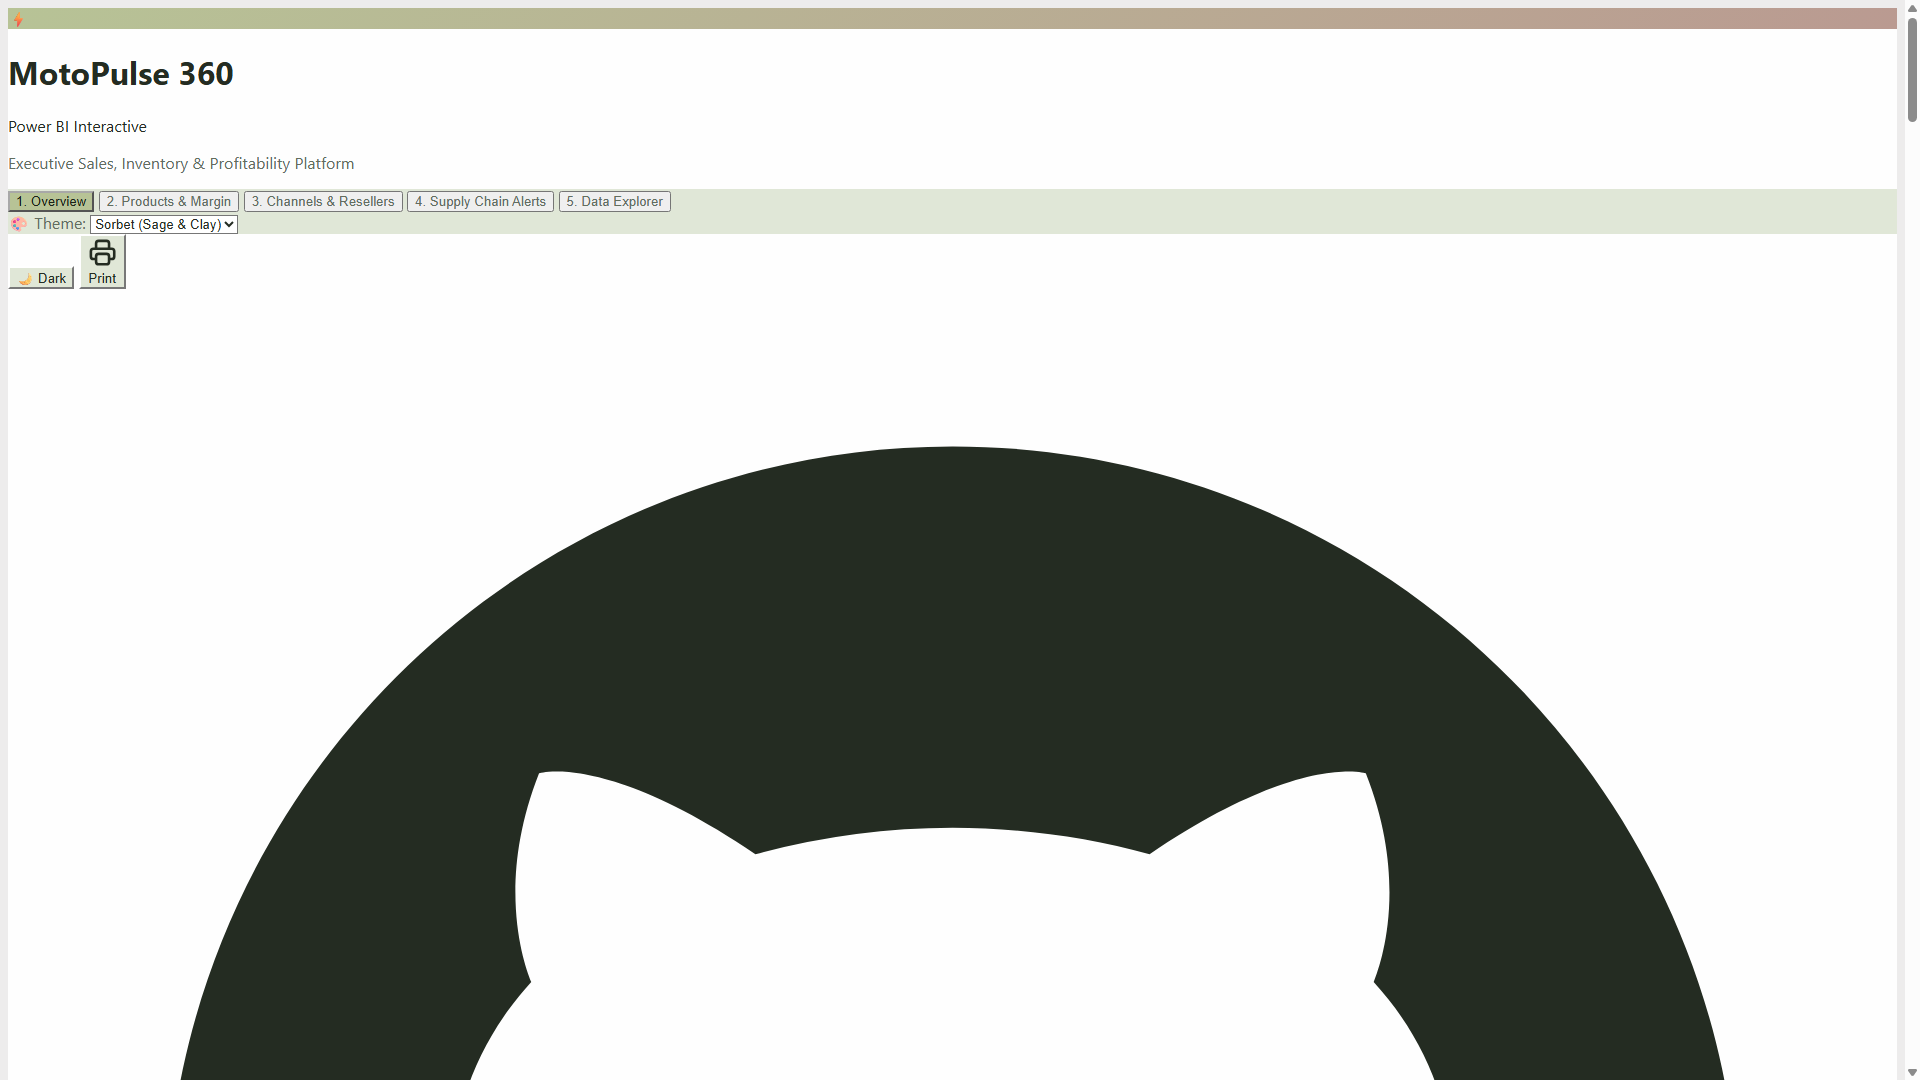 MotoPulse 360
Power BI Interactive
Executive Sales, Inventory & Profitability Platform
1. Overview 2. Products & Margin 3. Channels & Resellers 4. Supply Chain Alerts 5. Data Explorer
Theme: Sorbet (Sage & Clay)
Dark Print